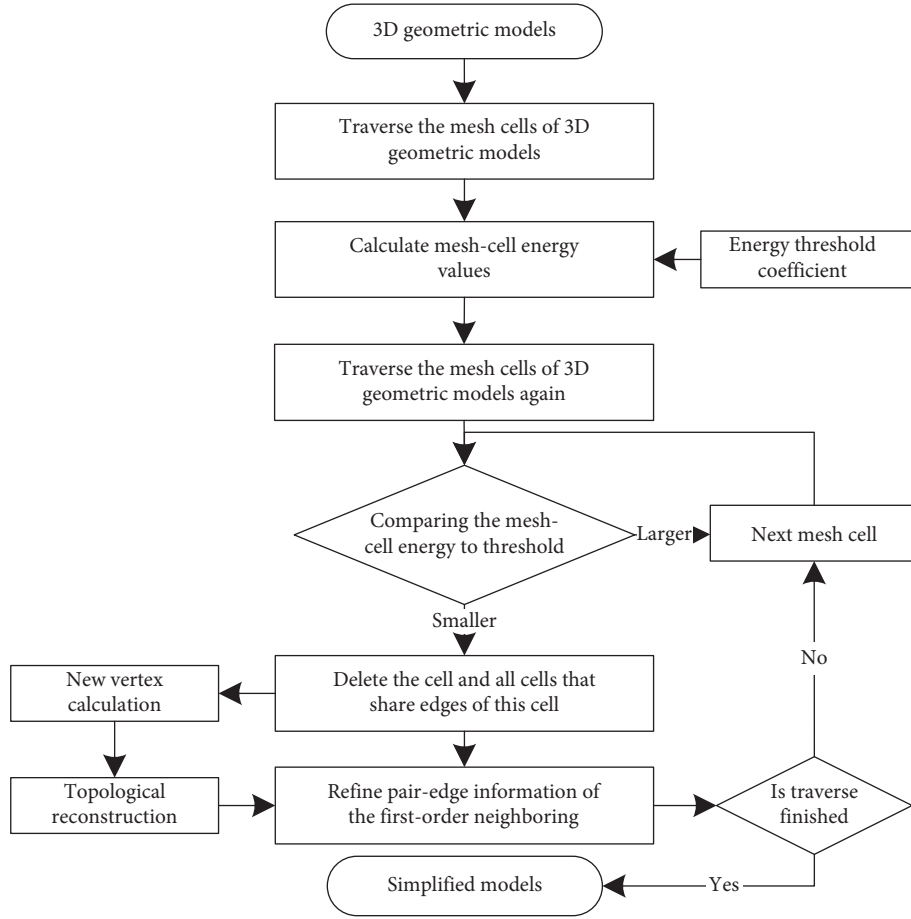 3D geometric models
Traverse the mesh cells of 3D
geometric models
Calculate mesh-cell energy
values
Energy threshold
coefficient
Traverse the mesh cells of 3D
geometric models again
Comparing the mesh-
cell energy to threshold
Larger
Next mesh cell
Smaller
No
New vertex
calculation
Delete the cell and all cells that
share edges of this cell
Topological
reconstruction
Refine pair-edge information of
the first-order neighboring
Is traverse
finished
Simplified models
Yes